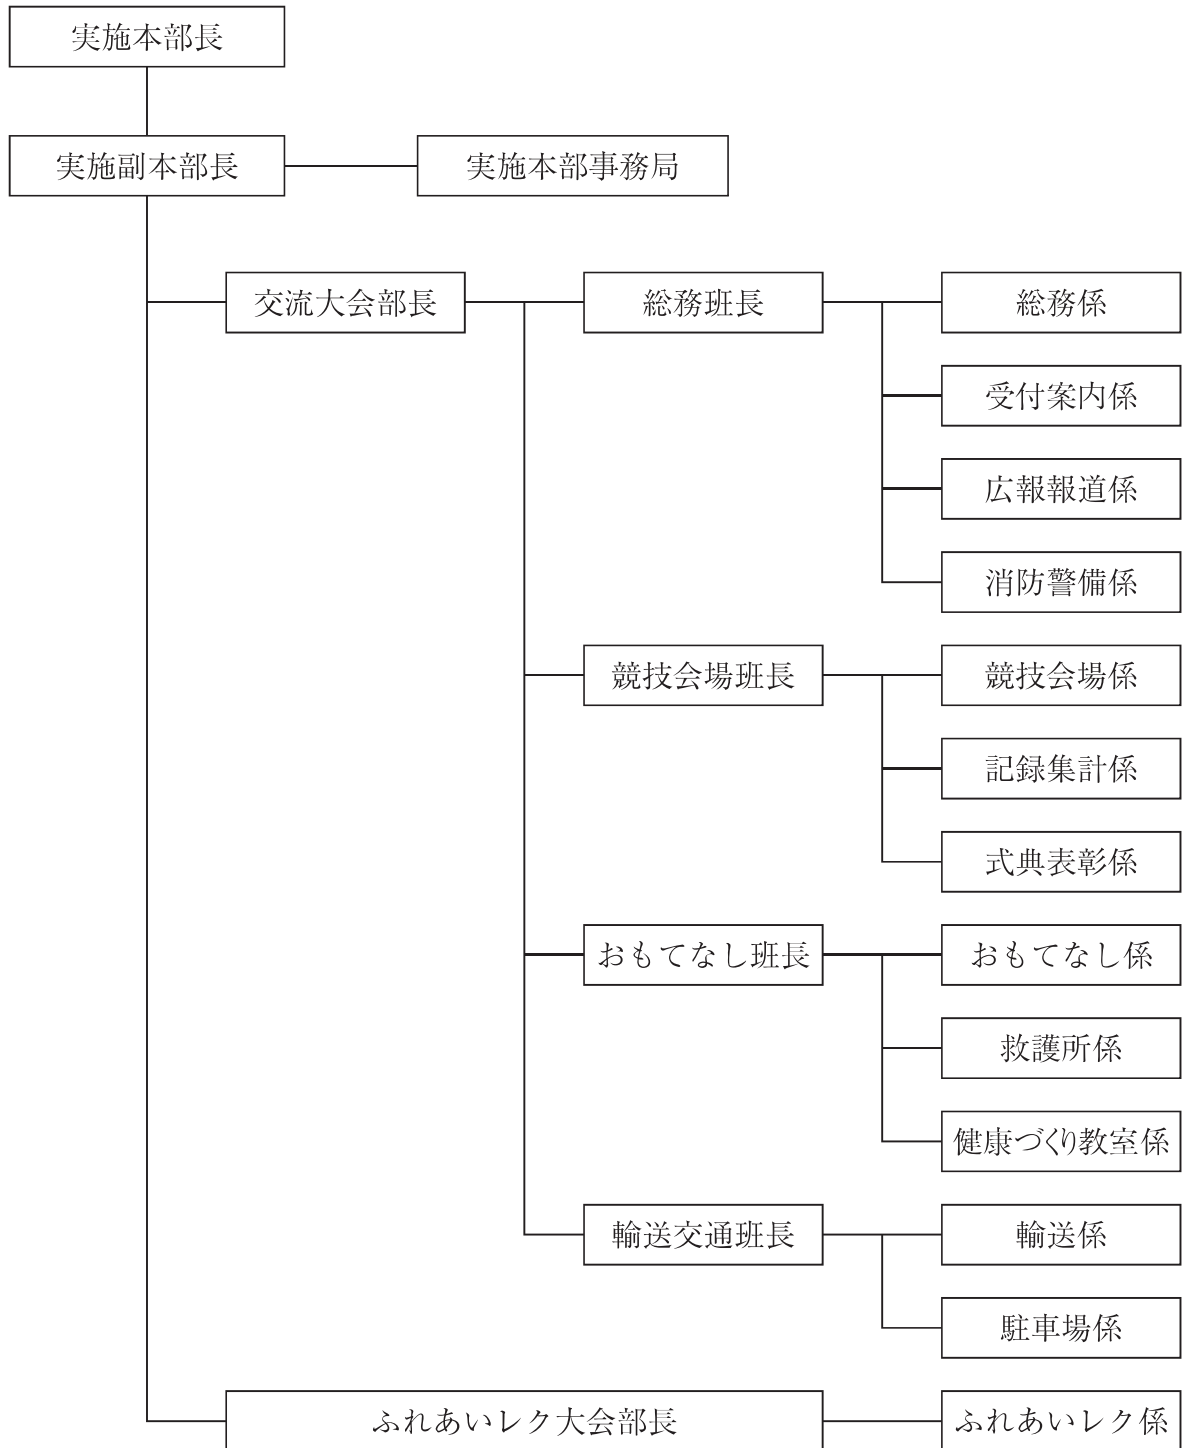 実施本部長
実施副本部長
実施本部事務局
交流大会部長
総務班長
総務係
受付案内係
広報報道係
消防警備係
競技会場班長
競技会場係
記録集計係
式典表彰係
おもてなし班長
おもてなし係
救護所係
健康づくり教室係
輸送交通班長
輸送係
駐車場係
ふれあいレク大会部長
ふれあいレク係